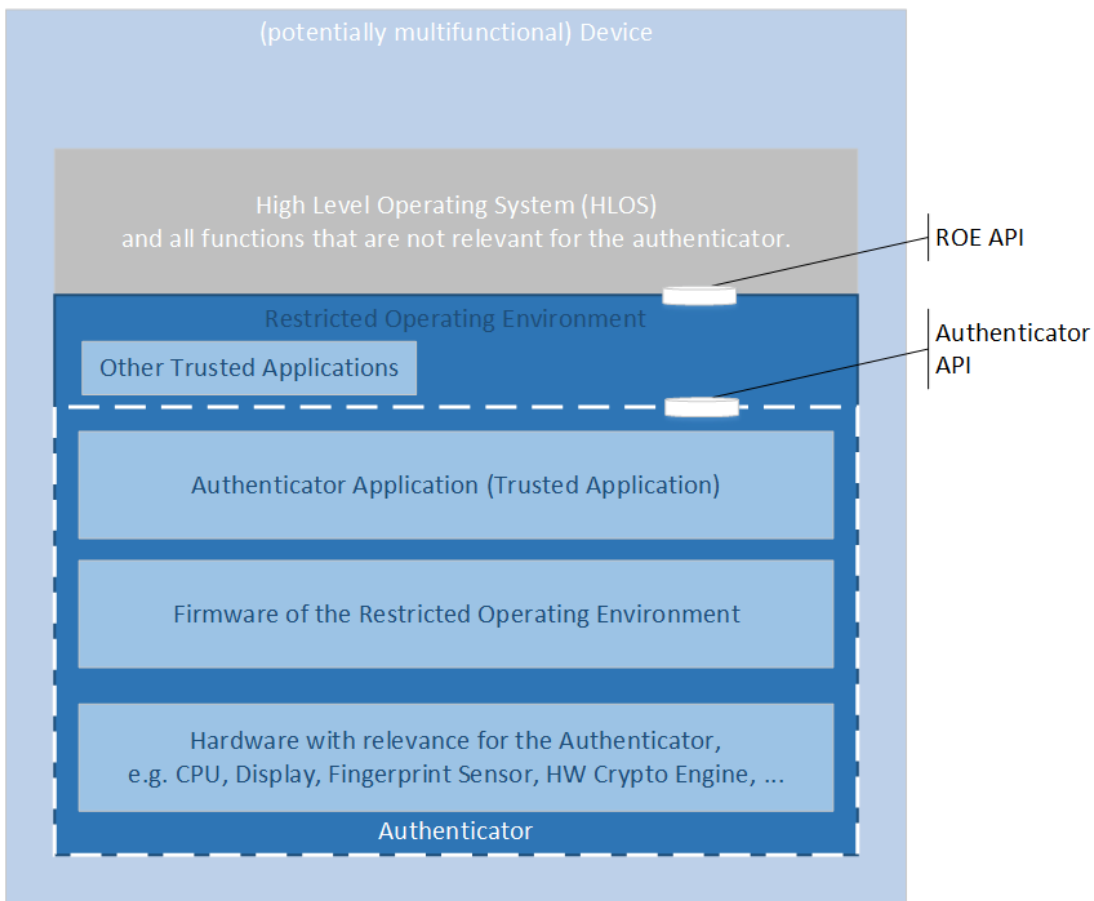 (potentially multifunctional) Device
High Level Operating System (HLOS)
and all functions that are not relevant for the authenticator.
ROE API
Restricted Operating Environment
Authenticator
API
Other Trusted Applications
Authenticator Application (Trusted Application)
Firmware of the Restricted Operating Environment
Hardware with relevance for the Authenticator,
e.g. CPU, Display, Fingerprint Sensor, HW Crypto Engine, ...
Authenticator